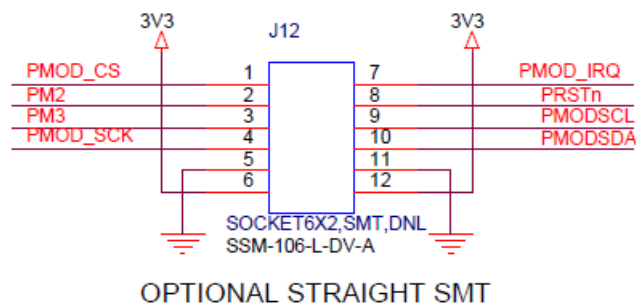 3V3 3V3
J12
PMOD_CS 1 7 PMOD_IRQ
PM2 2 8 PRSTn
PM3 3 9 PMODSCL
PMOD_SCK 4 10 PMODSDA
5 11
6 12
SOCKET6X2,SMT,DNL
SSM-106-L-DV-A
OPTIONAL STRAIGHT SMT